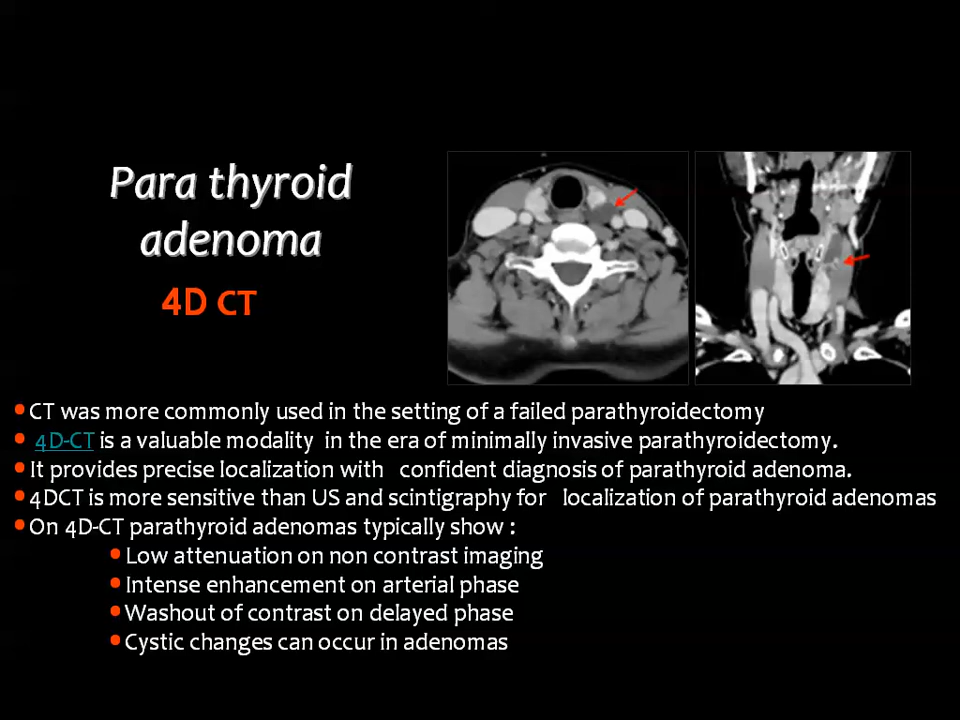 Para thyroid
adenoma
4D CT
• CT was more commonly used in the setting of a failed parathyroidectomy
• 4D-CT is a valuable modality in the era of minimally invasive parathyroidectomy.
• It provides precise localization with confident diagnosis of parathyroid adenoma.
• 4DCT is more sensitive than US and scintigraphy for localization of parathyroid adenomas
• On 4D-CT parathyroid adenomas typically show :
• Low attenuation on non contrast imaging
• Intense enhancement on arterial phase
• Washout of contrast on delayed phase
• Cystic changes can occur in adenomas